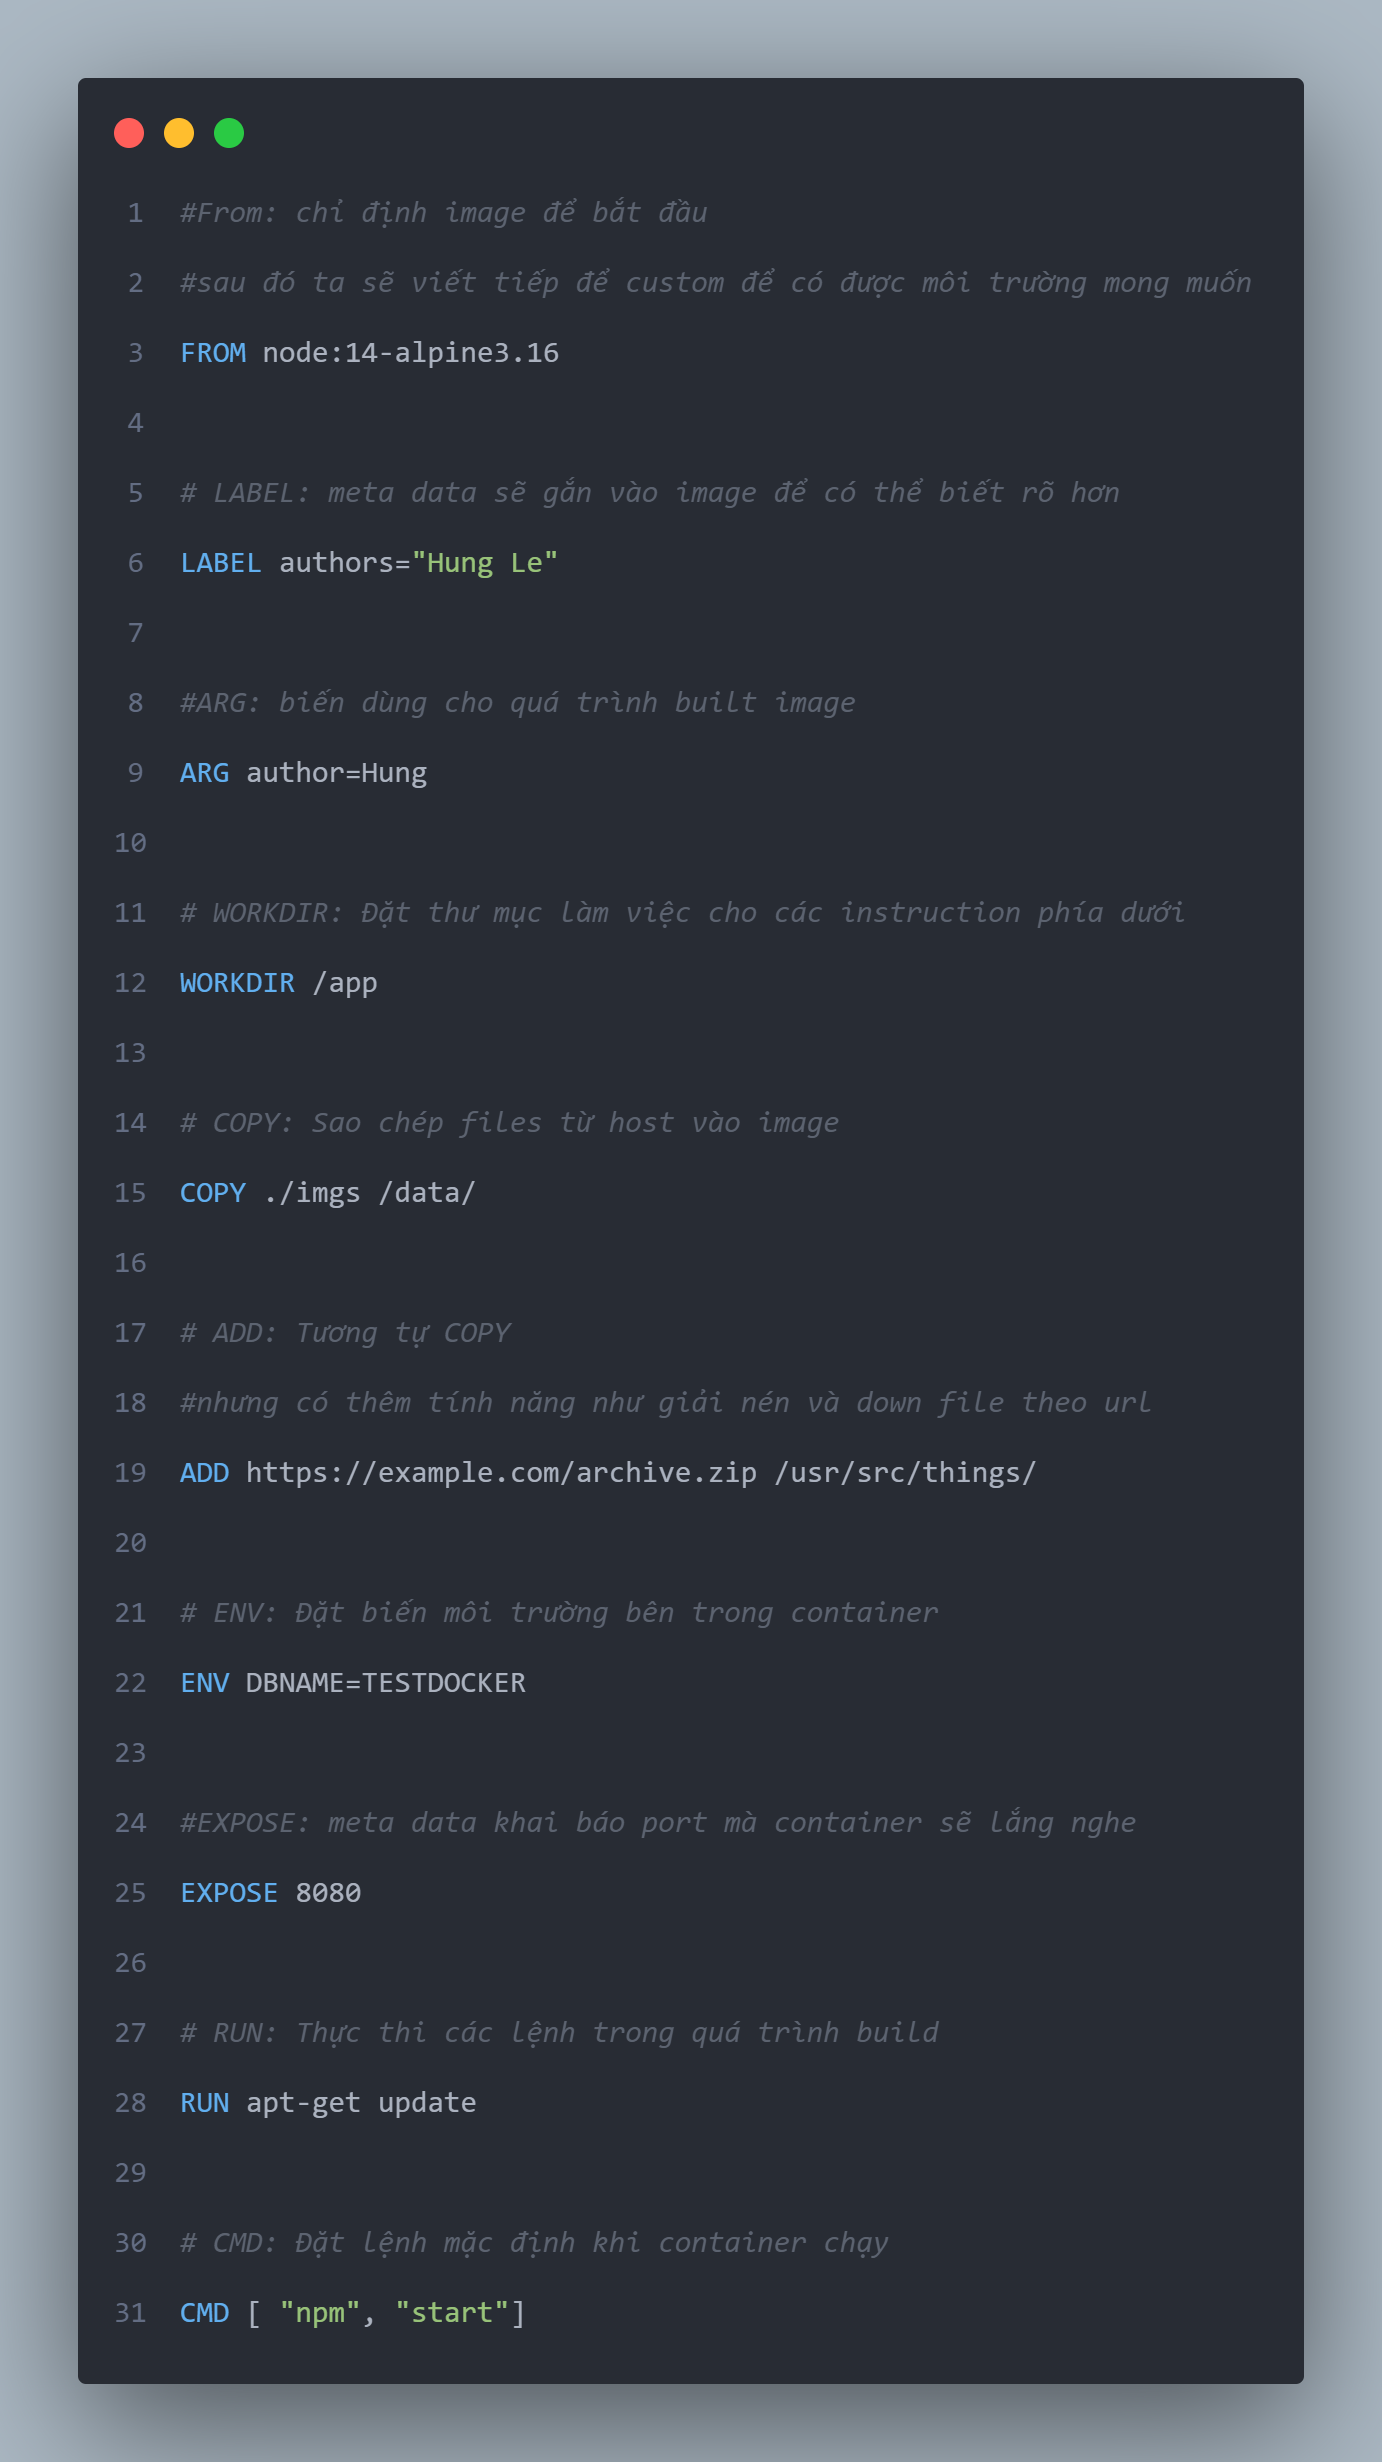 1 #From: chỉ định image để bắt đầu
2 #sau đó ta sẽ viết tiếp để custom để có được môi trường mong muốn
3 FROM node:14-alpine3.16
4
5 # LABEL: meta data sẽ gắn vào image để có thể biết rõ hơn
6 LABEL authors="Hung Le"
7
8 #ARG: biến dùng cho quá trình built image
9 ARG author=Hung
10
11 # WORKDIR: Đặt thư mục làm việc cho các instruction phía dưới
12 WORKDIR /app
13
14 # COPY: Sao chép files từ host vào image
15 COPY ./imgs /data/
16
17 # ADD: Tương tự COPY
18 #nhưng có thêm tính năng như giải nén và down file theo url
19 ADD https://example.com/archive.zip /usr/src/things/
20
21 # ENV: Đặt biến môi trường bên trong container
22 ENV DBNAME=TESTDOCKER
23
24 #EXPOSE: meta data khai báo port mà container sẽ lắng nghe
25 EXPOSE 8080
26
27 # RUN: Thực thi các lệnh trong quá trình build
28 RUN apt-get update
29
30 # CMD: Đặt lệnh mặc định khi container chạy
31 CMD [ "npm", "start"]